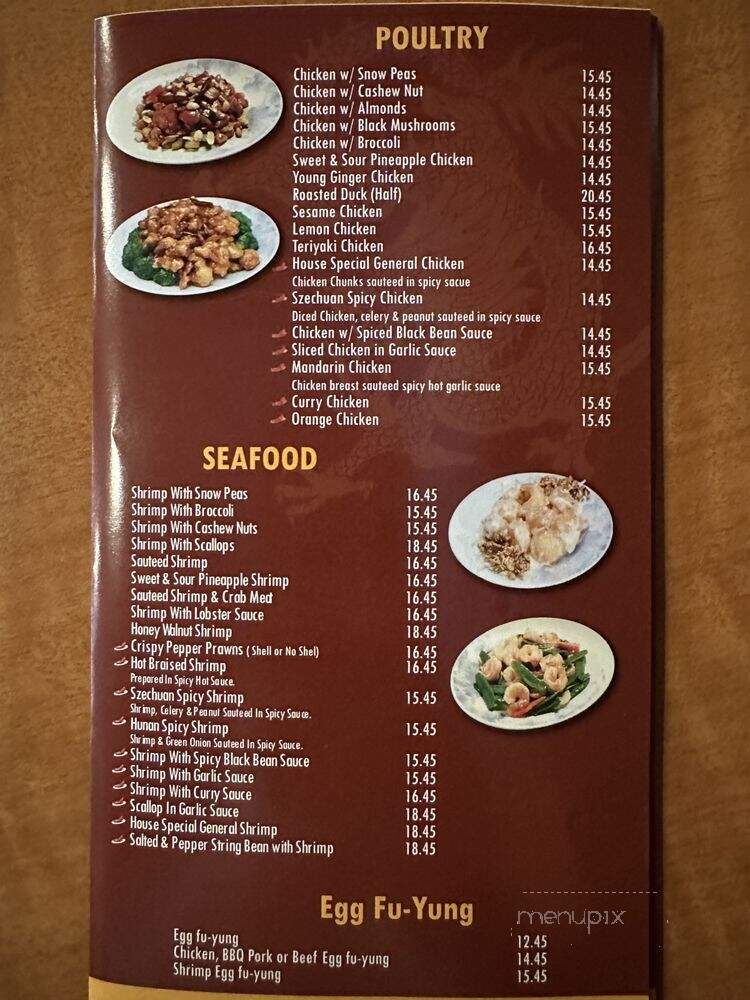 POULTRY
Chicken w/ Snow Peas 15.45
Chicken w/ Cashew Nut 14.45
Chicken w/ Almonds 14.45
Chicken w/ Black Mushrooms 15.45
Chicken w/ Broccoli 14.45
Sweet & Sour Pineapple Chicken 14.45
Young Ginger Chicken 14.45
Roasted Duck (Half) 20.45
Sesame Chicken 15.45
Lemon Chicken 15.45
Teriyaki Chicken 16.45
House Special General Chicken 14.45
Chicken Chunks sauteed in spicy sacue
Szechuan Spicy Chicken 14.45
Diced Chicken, celery & peanut sauteed in spicy sauce
Chicken w/ Spiced Black Bean Sauce 14.45
Sliced Chicken in Garlic Sauce 14.45
Mandarin Chicken 15.45
Chicken breast sauteed spicy hot garlic sauce
Curry Chicken 15.45
Orange Chicken 15.45
SEAFOOD
Shrimp With Snow Peas 16.45
Shrimp With Broccoli 15.45
Shrimp With Cashew Nuts 15.45
Shrimp With Scallops 18.45
Sauteed Shrimp 16.45
Sweet & Sour Pineapple Shrimp 16.45
Sauteed Shrimp & Crab Meat 16.45
Shrimp With Lobster Sauce 16.45
Honey Walnut Shrimp 18.45
Crispy Pepper Prawns ( Shell or No Shel) 16.45
Hot Braised Shrimp 16.45
Prepared In Spicy Hot Sauce.
Szechuan Spicy Shrimp 15.45
Shrimp, Celery & Peanut Sauteed In Spicy Sauce.
Hunan Spicy Shrimp 15.45
Shrimp & Green Onion Sauteed In Spicy Sauce.
Shrimp With Spicy Black Bean Sauce 15.45
Shrimp With Garlic Sauce 15.45
Shrimp With Curry Sauce 16.45
Scallop In Garlic Sauce 18.45
House Special General Shrimp 18.45
Salted & Pepper String Bean with Shrimp 18.45
Egg Fu-Yung
menupix
Egg fu-yung 12.45
Chicken, BBQ Pork or Beef Egg fu-yung 14.45
Shrimp Egg fu-yung 15.45